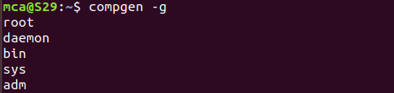 mca@S29:~$ compgen -g
root
daemon
bin
sys
adm